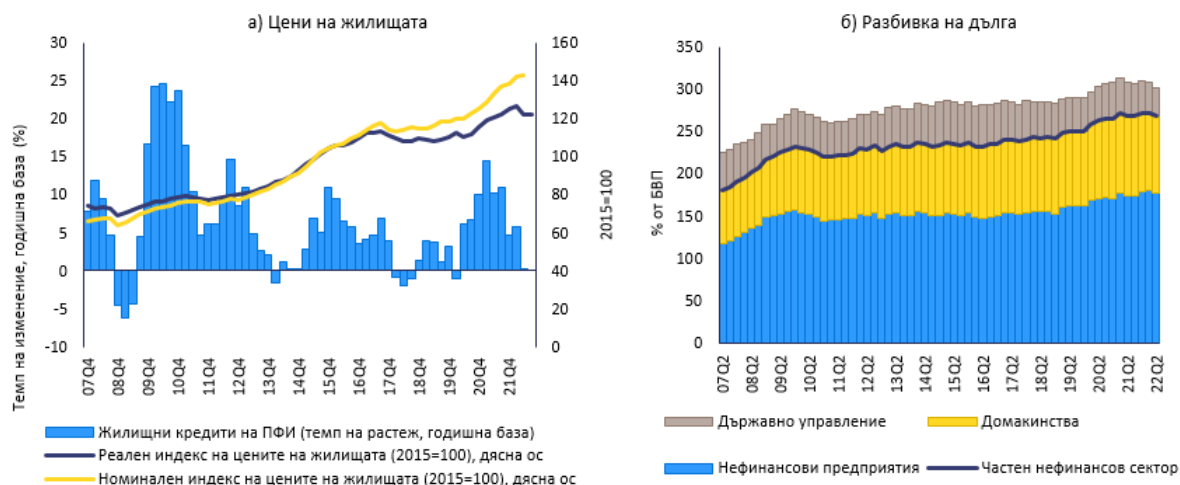 а) Цени на жилищата
Темп на изменение, годишна база (%)
30
25
20
15
10
5
0
-5
-10
160
140
120
100
80
60
40
20
0
2015=100
07Q4 08Q4 09Q4 10Q4 11Q4 12Q4 13Q4 14Q4 15Q4 16Q4 17Q4 18Q4 19Q4 20Q4 21Q4
Жилищни кредити на ПФИ (темп на растеж, годишна база)
Реален индекс на цените на жилищата (2015=100), дясна ос
Номинален индекс на цените на жилищата (2015=100), дясна ос
б) Разбивка на дълга
% от БВП
350
300
250
200
150
100
50
0
07Q2 08Q2 09Q2 10Q2 11Q2 12Q2 13Q2 14Q2 15Q2 16Q2 17Q2 18Q2 19Q2 20Q2 21Q2 22Q2
Държавно управление
Домакинства
Нефинансови предприятия
Частен нефинансов сектор